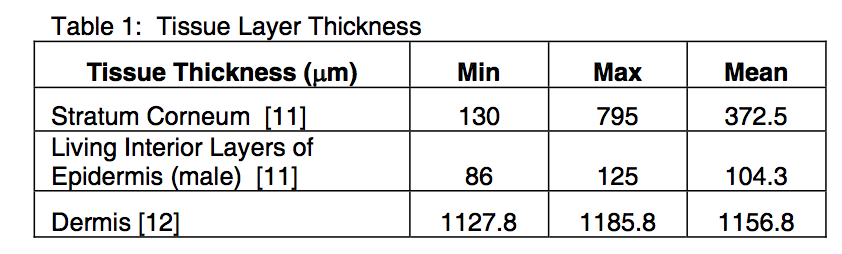 Table 1: Tissue Layer Thickness
Tissue Thickness (μm) Min Max Mean
Stratum Corneum [11] 130 795 372.5
Living Interior Layers of
Epidermis (male) [11] 86 125 104.3
Dermis [12] 1127.8 1185.8 1156.8